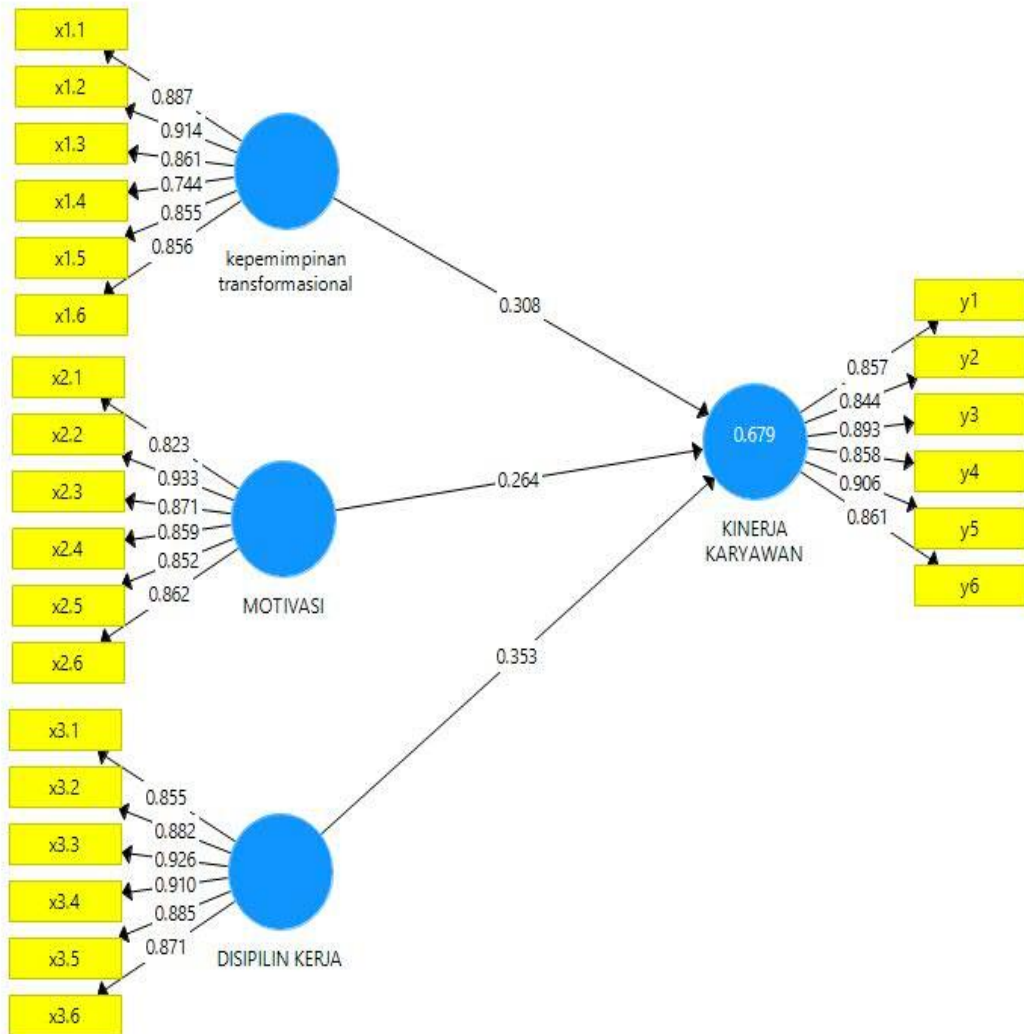 x1.1
x1.2
x1.3
x1.4
x1.5
x1.6
0.887
0.914
0.861
0.744
0.855
0.856
kepemimpinan
transformasional
0.308
x2.1
x2.2
x2.3
x2.4
x2.5
x2.6
0.823
0.933
0.871
0.859
0.852
0.862
MOTIVASI
0.264
x3.1
x3.2
x3.3
x3.4
x3.5
x3.6
0.855
0.882
0.926
0.910
0.885
0.871
DISIPILIN KERJA
0.353
0.679
KINERJA
KARYAWAN
0.857
0.844
0.893
0.858
0.906
0.861
y1
y2
y3
y4
y5
y6